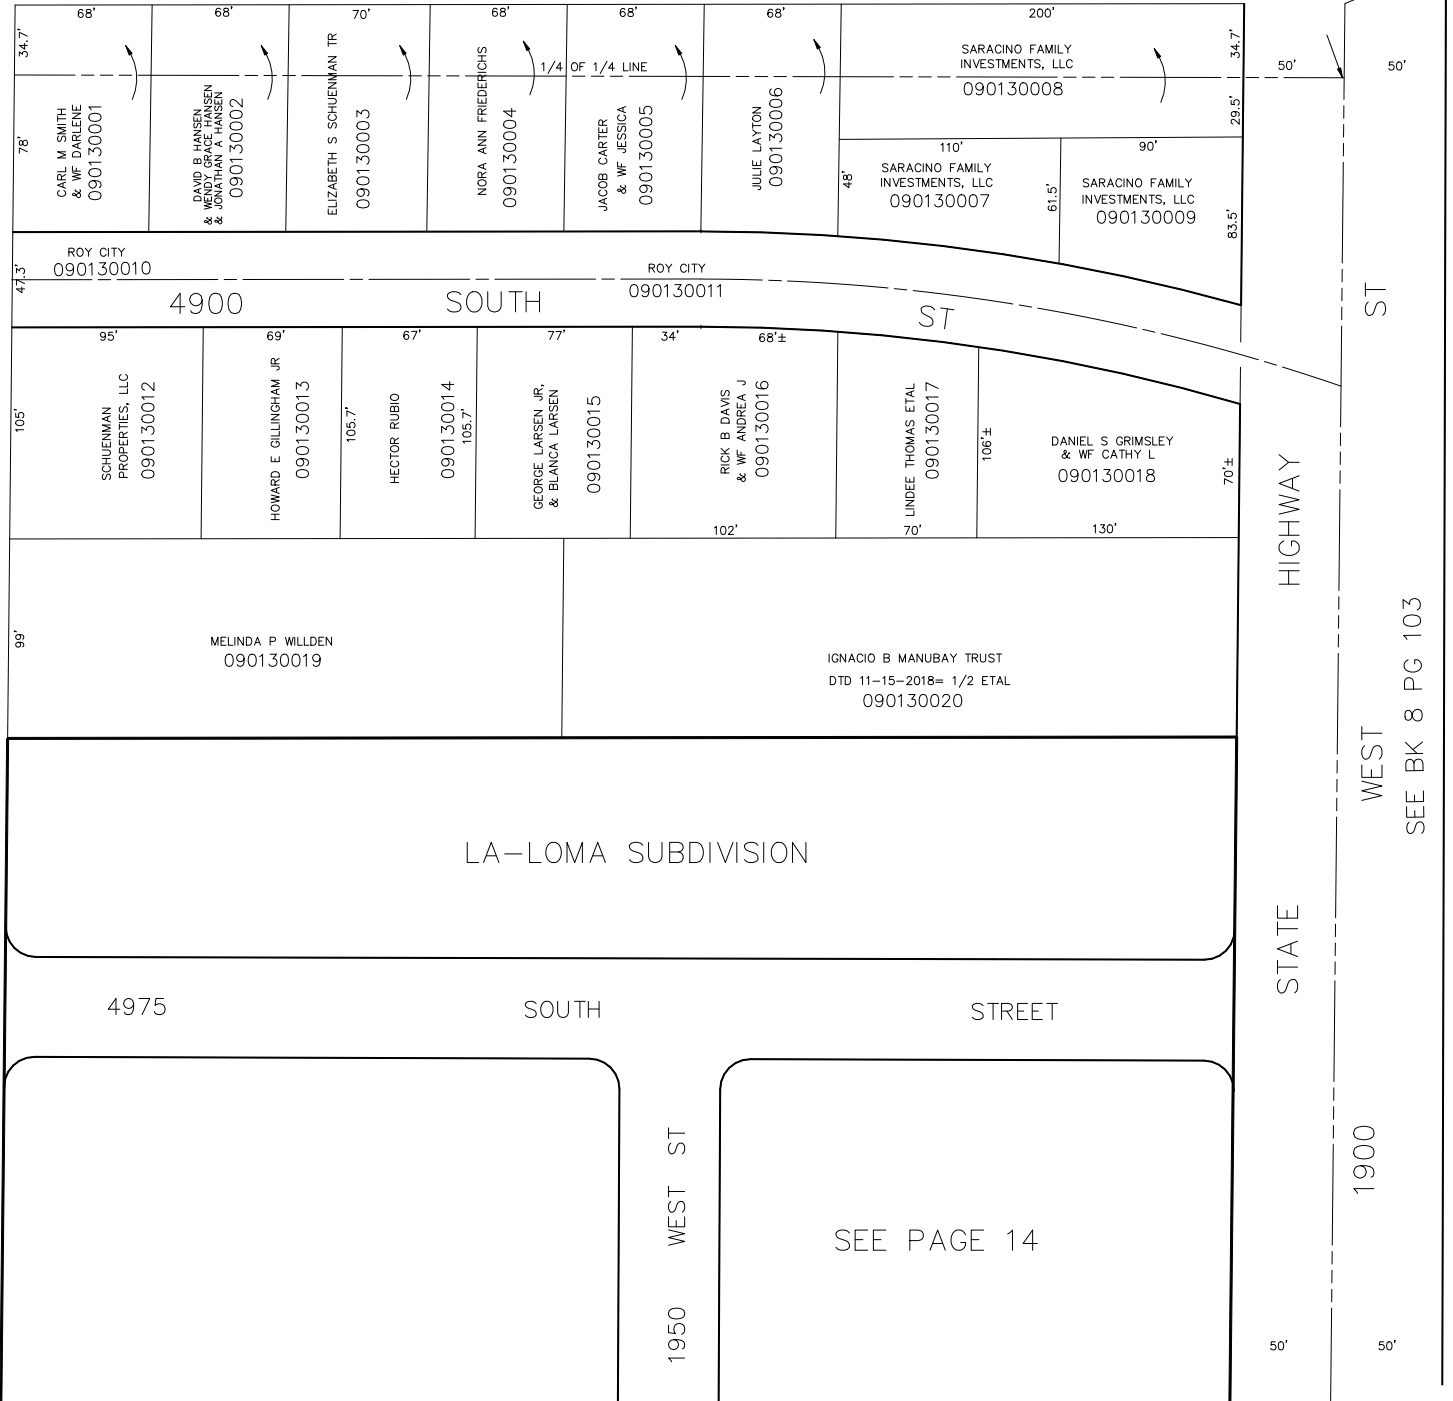 68'
68'
70'
68'
68'
68'
200'
34.7'
34.7'
50'
50'
1/4 OF 1/4 LINE
78'
29.5'
CARL M SMITH
& WF DARLENE
090130001
DAVID B HANSEN
& WENDY GRACE HANSEN
& JONATHAN A HANSEN
090130002
ELIZABETH S SCHUENMAN TR
090130003
NORA ANN FRIEDERICHS
090130004
JACOB CARTER
& WF JESSICA
090130005
JULIE LAYTON
090130006
SARACINO FAMILY
INVESTMENTS, LLC
090130008
110'
90'
48'
SARACINO FAMILY
INVESTMENTS, LLC
090130007
61.5'
SARACINO FAMILY
INVESTMENTS, LLC
090130009
83.5'
47.3'
ROY CITY
090130010
ROY CITY
090130011
4900 SOUTH ST
95'
69'
67'
77'
34'
68'±
105'
SCHUENMAN
PROPERTIES, LLC
090130012
HOWARD E GILLINGHAM JR
090130013
105.7'
HECTOR RUBIO
090130014
105.7'
GEORGE LARSEN JR,
& BLANCA LARSEN
090130015
RICK B DAVIS
& WF ANDREA J
090130016
LINDEE THOMAS ETAL
090130017
106'±
DANIEL S GRIMSLEY
& WF CATHY L
090130018
70'±
102'
70'
130'
99'
MELINDA P WILLDEN
090130019
IGNACIO B MANUBAY TRUST
DTD 11-15-2018= 1/2 ETAL
090130020
LA-LOMA SUBDIVISION
4975 SOUTH STREET
1950 WEST ST
SEE PAGE 14
STATE HIGHWAY
1900 WEST ST
SEE BK 8 PG 103
50'
50'